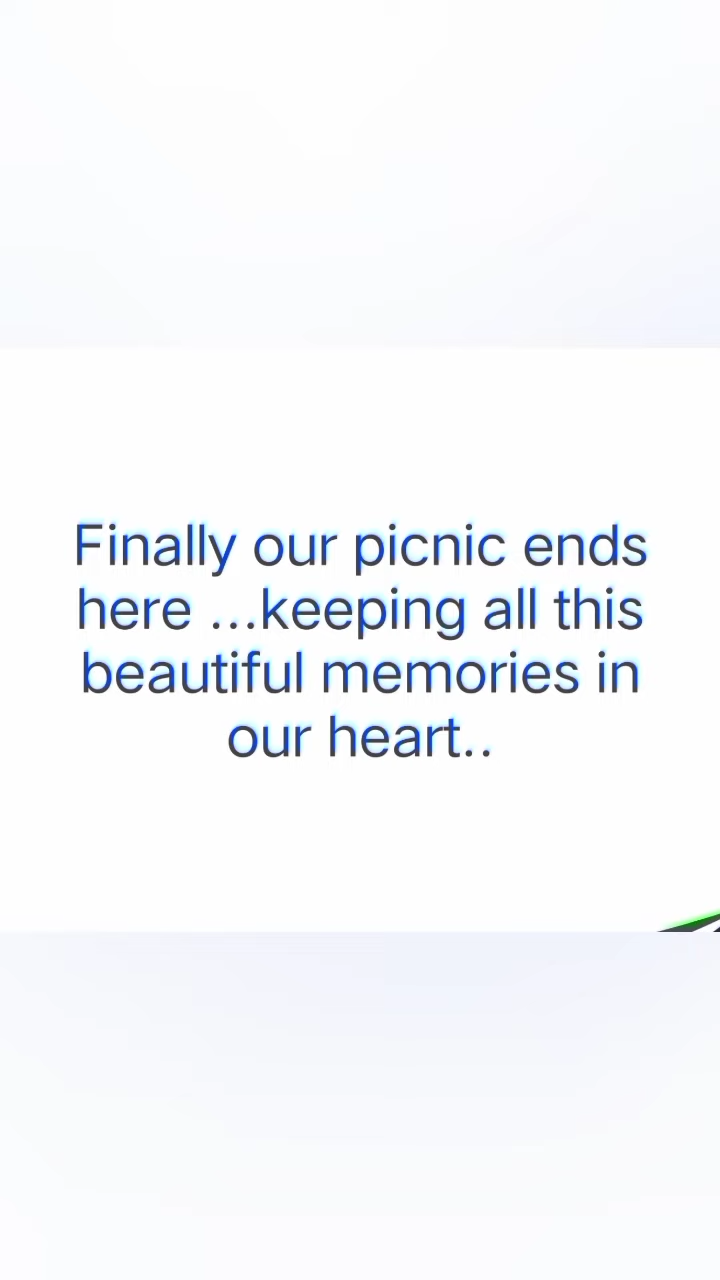 Finally our picnic ends
here ...keeping all this
beautiful memories in
our heart..